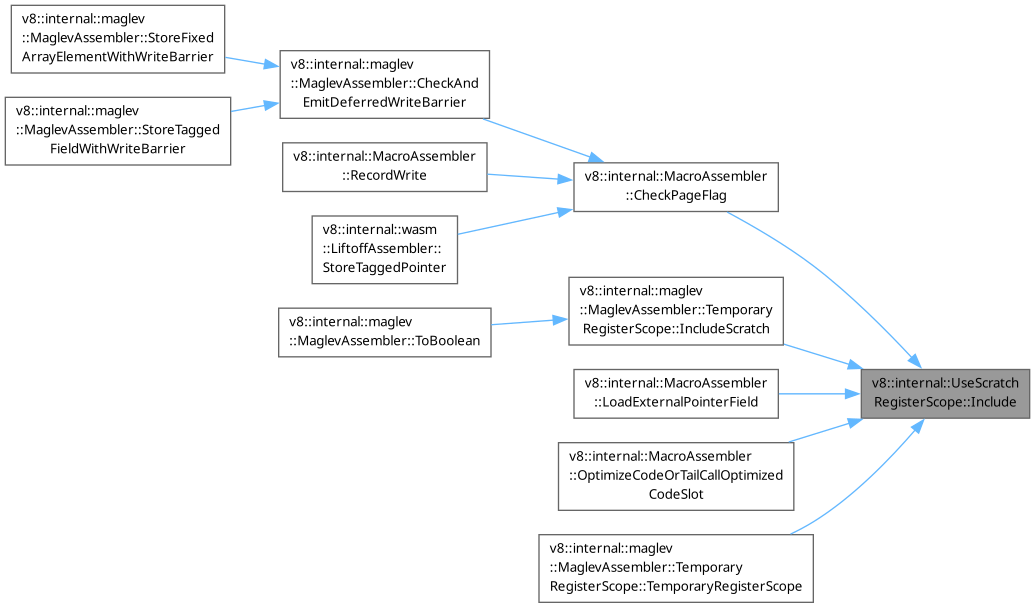 v8::internal::maglev
::MaglevAssembler::StoreFixed
ArrayElementWithWriteBarrier
v8::internal::maglev
::MaglevAssembler::StoreTagged
FieldWithWriteBarrier
v8::internal::maglev
::MaglevAssembler::CheckAnd
EmitDeferredWriteBarrier
v8::internal::MacroAssembler
::RecordWrite
v8::internal::wasm
::LiftoffAssembler::
StoreTaggedPointer
v8::internal::maglev
::MaglevAssembler::ToBoolean
v8::internal::MacroAssembler
::CheckPageFlag
v8::internal::maglev
::MaglevAssembler::Temporary
RegisterScope::IncludeScratch
v8::internal::MacroAssembler
::LoadExternalPointerField
v8::internal::MacroAssembler
::OptimizeCodeOrTailCallOptimized
CodeSlot
v8::internal::maglev
::MaglevAssembler::Temporary
RegisterScope::TemporaryRegisterScope
v8::internal::UseScratch
RegisterScope::Include